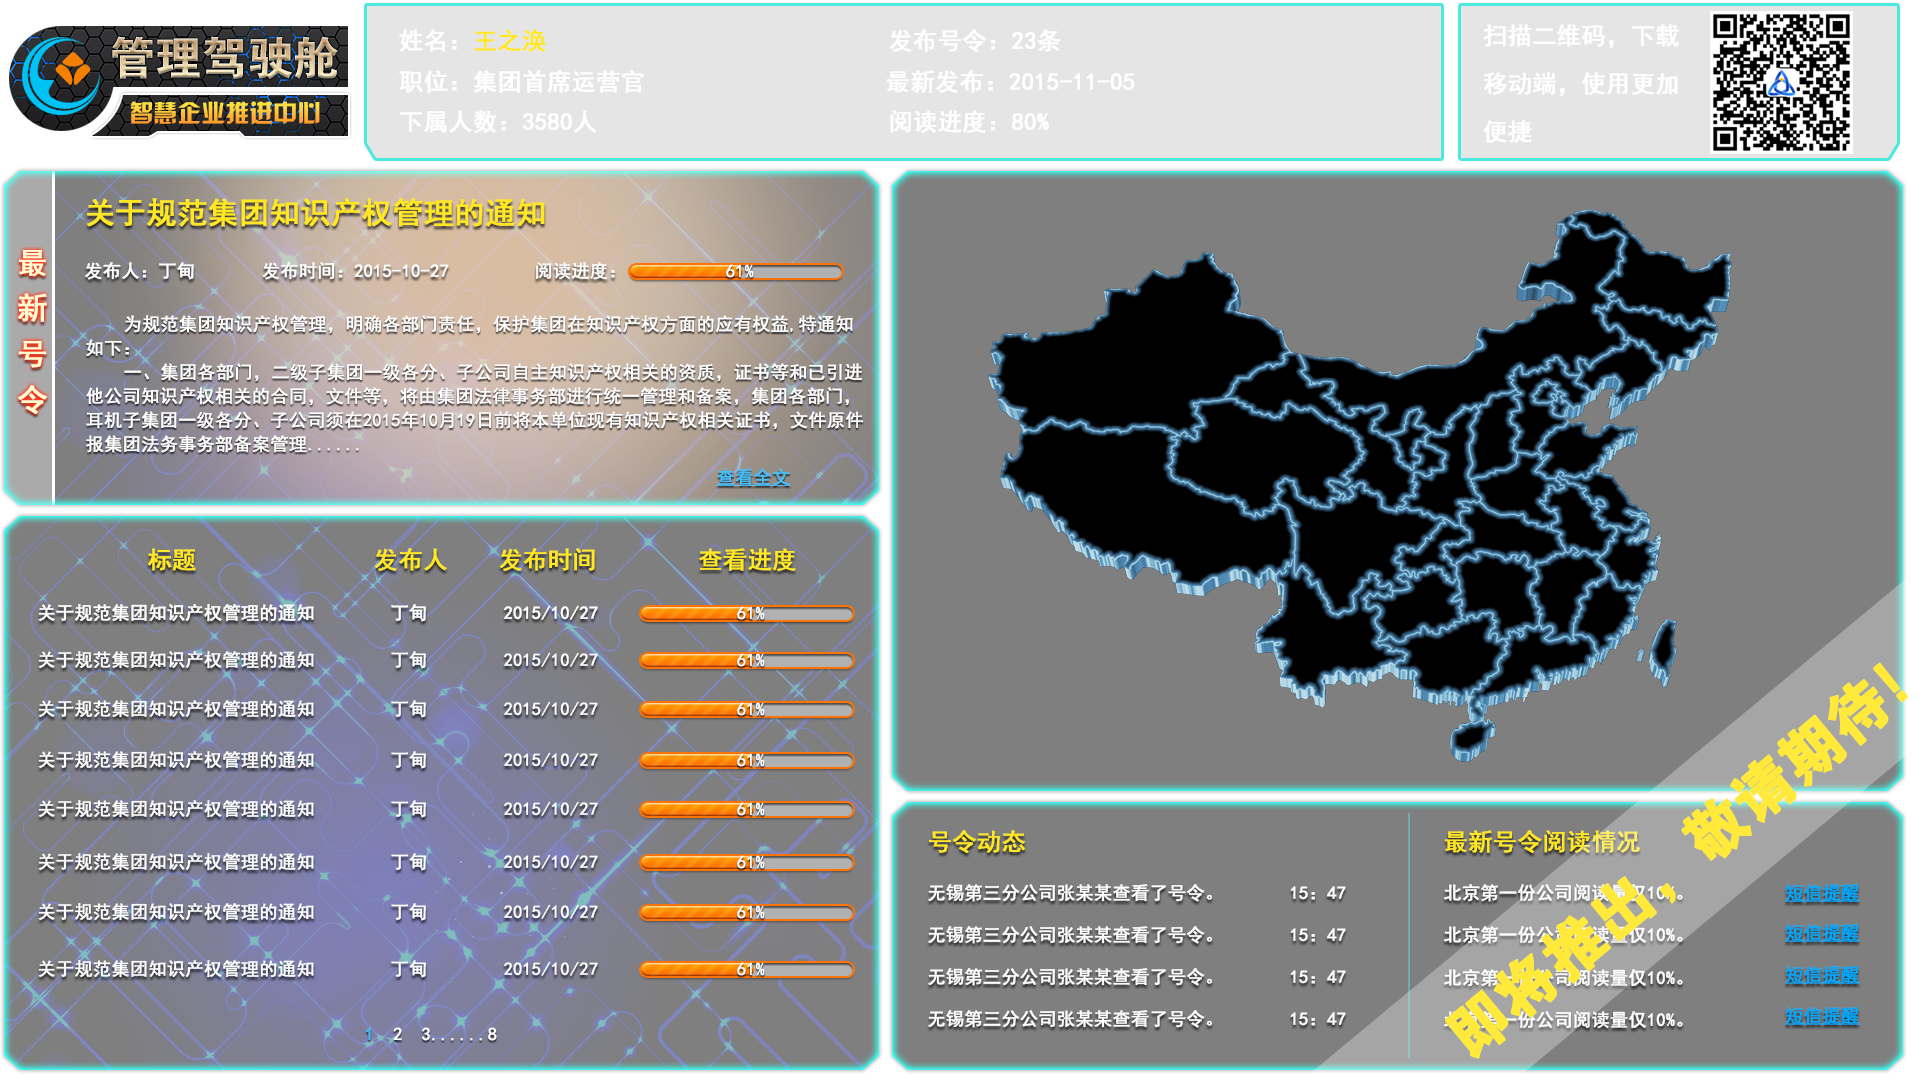 管理驾驶舱
智慧企业推进中心
姓名：王之涣
职位：集团首席运营官
下属人数：3580人
发布号令：23条
最新发布：2015-11-05
阅读进度：80%
扫描二维码，下载
移动端，使用更加
便捷
最新号令
关于规范集团知识产权管理的通知
发布人：丁甸 发布时间：2015-10-27 阅读进度：61%
为规范集团知识产权管理，明确各部门责任，保护集团在知识产权方面的应有权益,特通知
如下：
一、集团各部门，二级子集团一级各分、子公司自主知识产权相关的资质，证书等和已引进
他公司知识产权相关的合同，文件等，将由集团法律事务部进行统一管理和备案，集团各部门，
耳机子集团一级各分、子公司须在2015年10月19日前将本单位现有知识产权相关证书，文件原件
报集团法务事务部备案管理......
查看全文
标题 发布人 发布时间 查看进度
关于规范集团知识产权管理的通知 丁甸 2015/10/27 61%
关于规范集团知识产权管理的通知 丁甸 2015/10/27 61%
关于规范集团知识产权管理的通知 丁甸 2015/10/27 61%
关于规范集团知识产权管理的通知 丁甸 2015/10/27 61%
关于规范集团知识产权管理的通知 丁甸 2015/10/27 61%
关于规范集团知识产权管理的通知 丁甸 2015/10/27 61%
关于规范集团知识产权管理的通知 丁甸 2015/10/27 61%
关于规范集团知识产权管理的通知 丁甸 2015/10/27 61%
1 2 3......8
号令动态
无锡第三分公司张某某查看了号令。 15：47
无锡第三分公司张某某查看了号令。 15：47
无锡第三分公司张某某查看了号令。 15：47
无锡第三分公司张某某查看了号令。 15：47
最新号令阅读情况
北京第一份公司阅读量仅10%。 短信提醒
北京第一份公司阅读量仅10%。 短信提醒
北京第一份公司阅读量仅10%。 短信提醒
北京第一份公司阅读量仅10%。 短信提醒
即将推出，敬请期待!